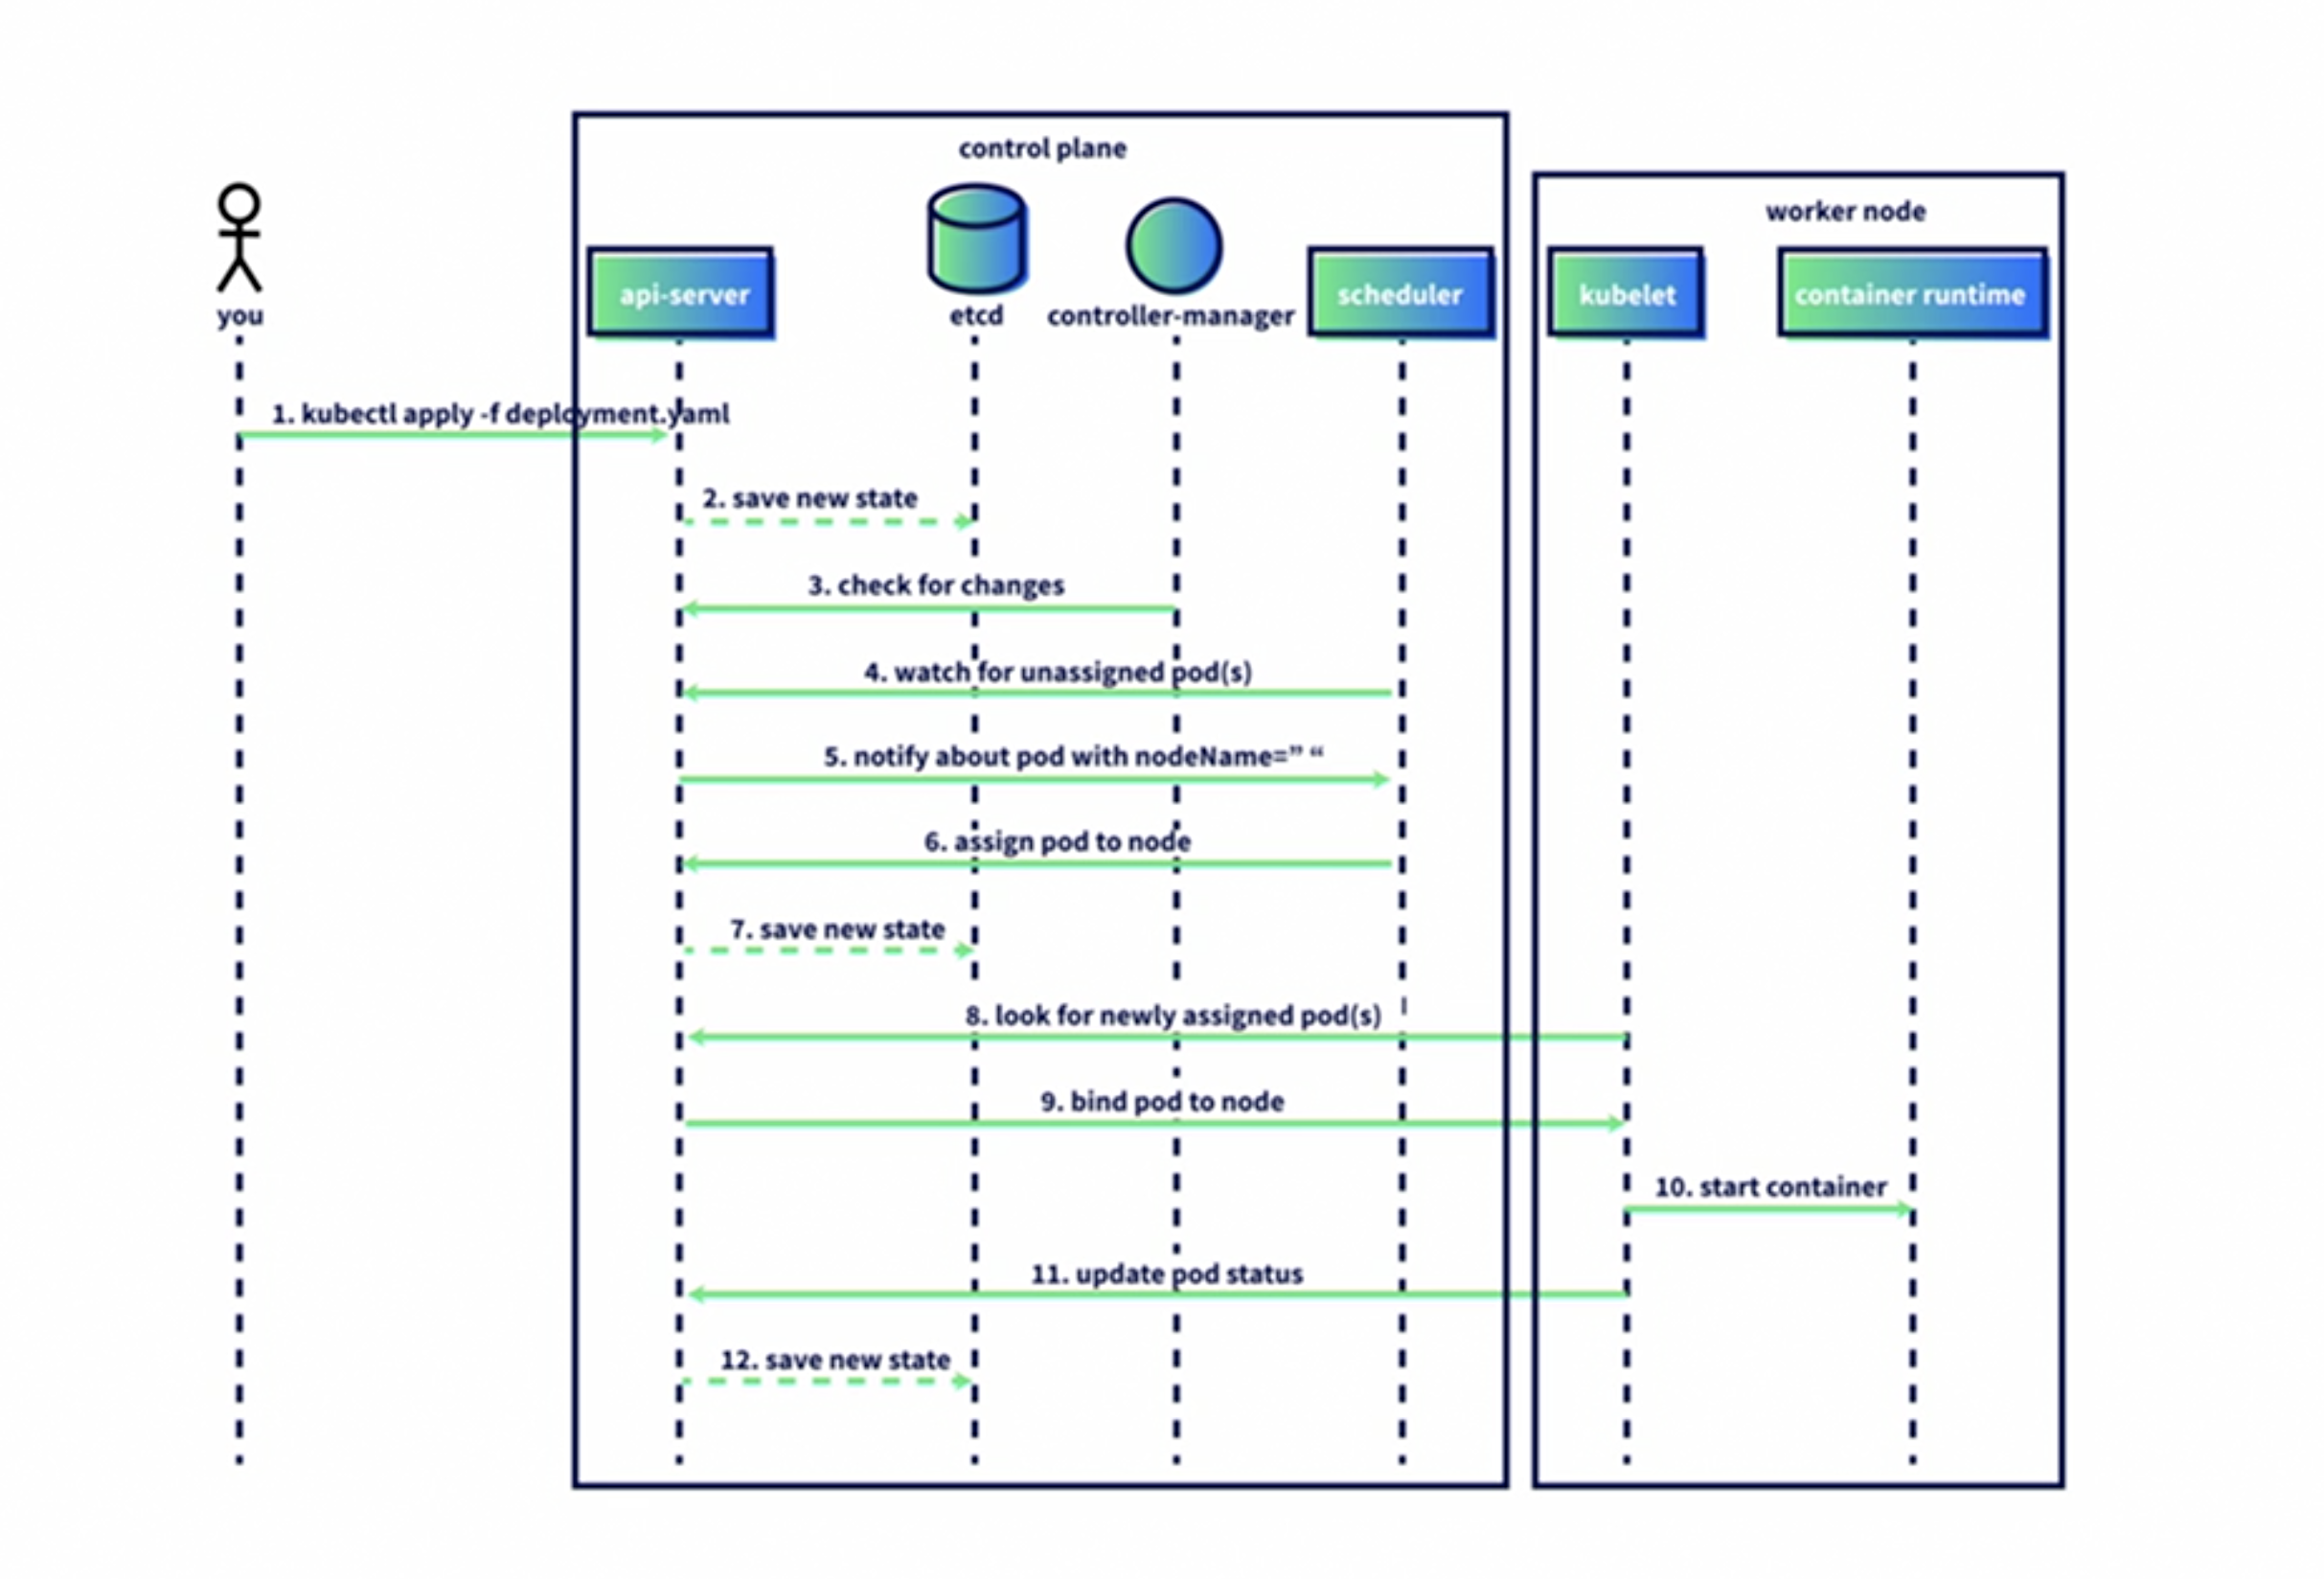 control plane
worker node
you
api-server
etcd
controller-manager
scheduler
kubelet
container runtime
1. kubectl apply -f deployment.yaml
2. save new state
3. check for changes
4. watch for unassigned pod(s)
5. notify about pod with nodeName=” “
6. assign pod to node
7. save new state
8. look for newly assigned pod(s)
9. bind pod to node
10. start container
11. update pod status
12. save new state